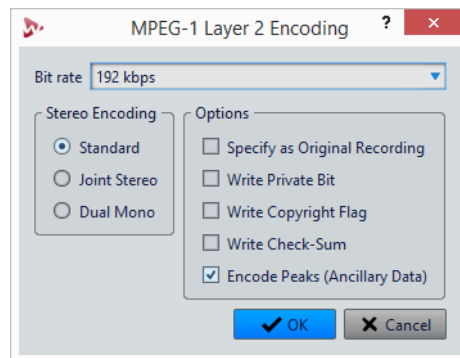 MPEG-1 Layer 2 Encoding
?
×
Bit rate 192 kbps
Stereo Encoding
Standard
Joint Stereo
Dual Mono
Options
Specify as Original Recording
Write Private Bit
Write Copyright Flag
Write Check-Sum
Encode Peaks (Ancillary Data)
OK
Cancel